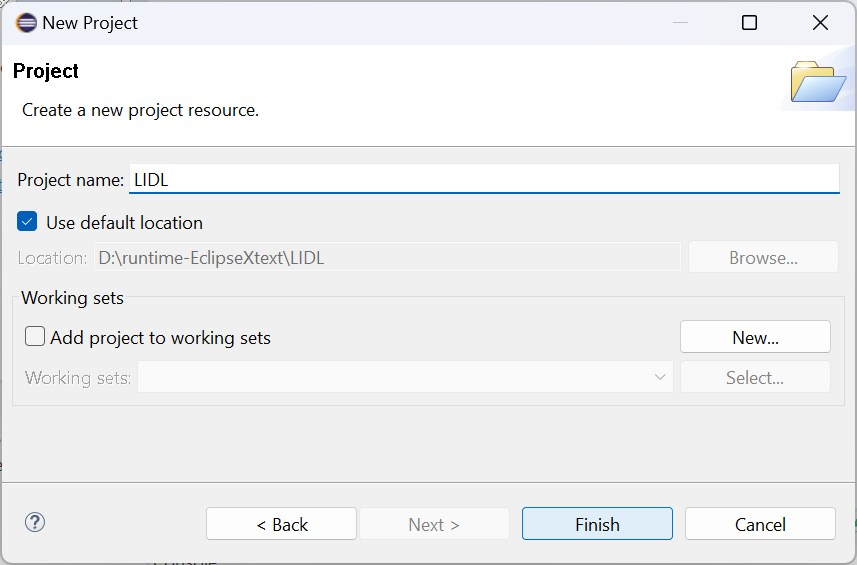 New Project
Project
Create a new project resource.
Project name: LIDL
Use default location
Location: D:\runtime-EclipseXtext\LIDL Browse...
Working sets
Add project to working sets New...
Working sets: Select...
? < Back Next > Finish Cancel